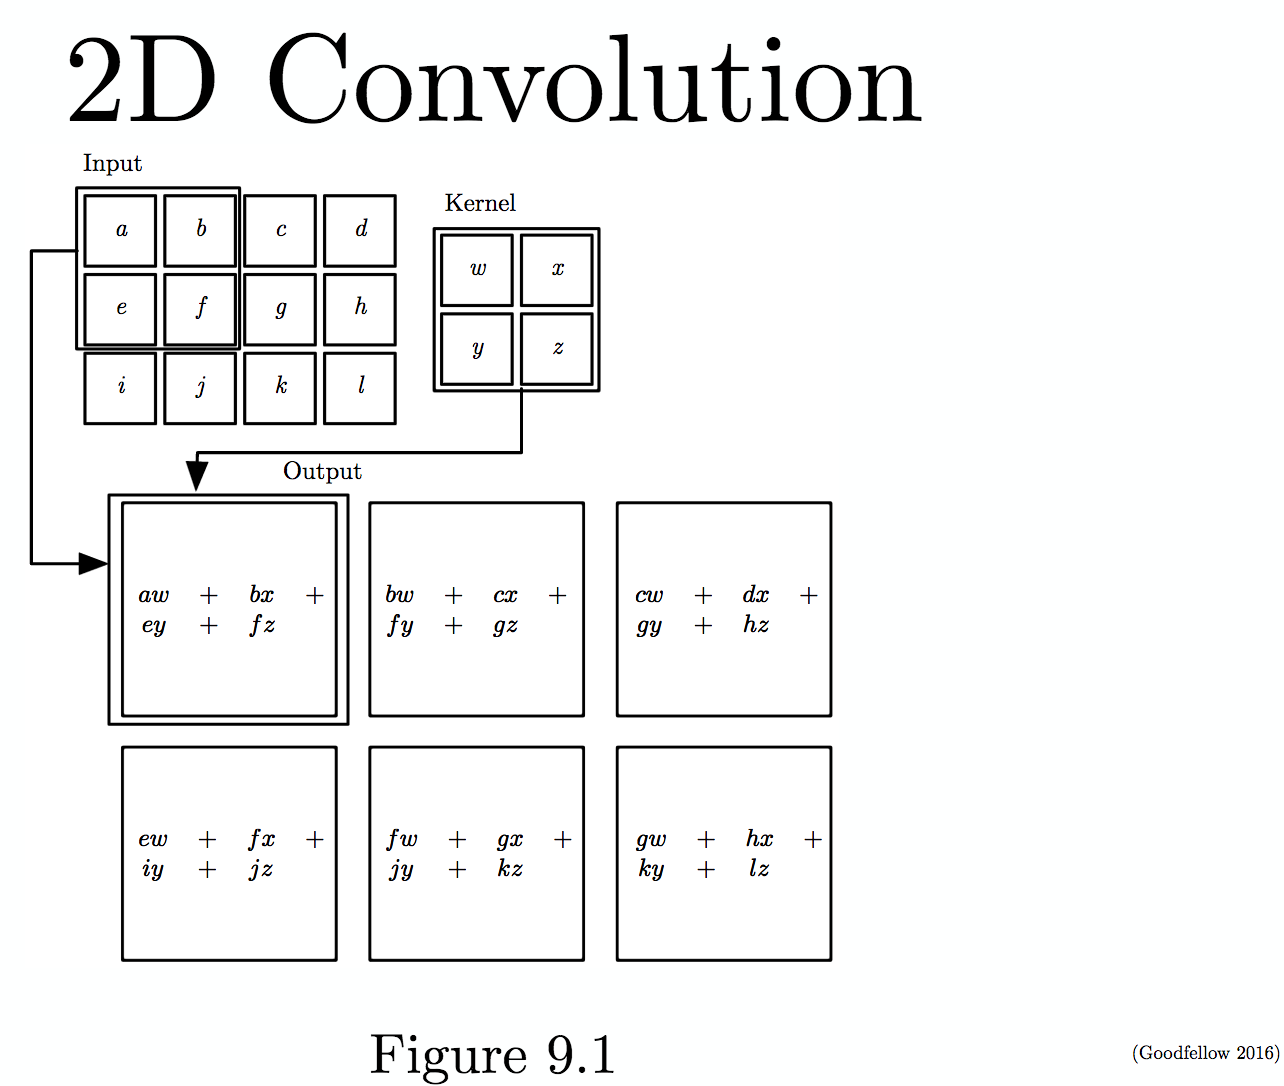 2D Convolution
Input
Kernel
a b c d
w x
e f g h
y z
i j k l
Output
aw + bx +
ey + fz
bw + cx +
fy + gz
cw + dx +
gy + hz
ew + fx +
iy + jz
fw + gx +
jy + kz
gw + hx +
ky + lz
Figure 9.1
(Goodfellow 2016)